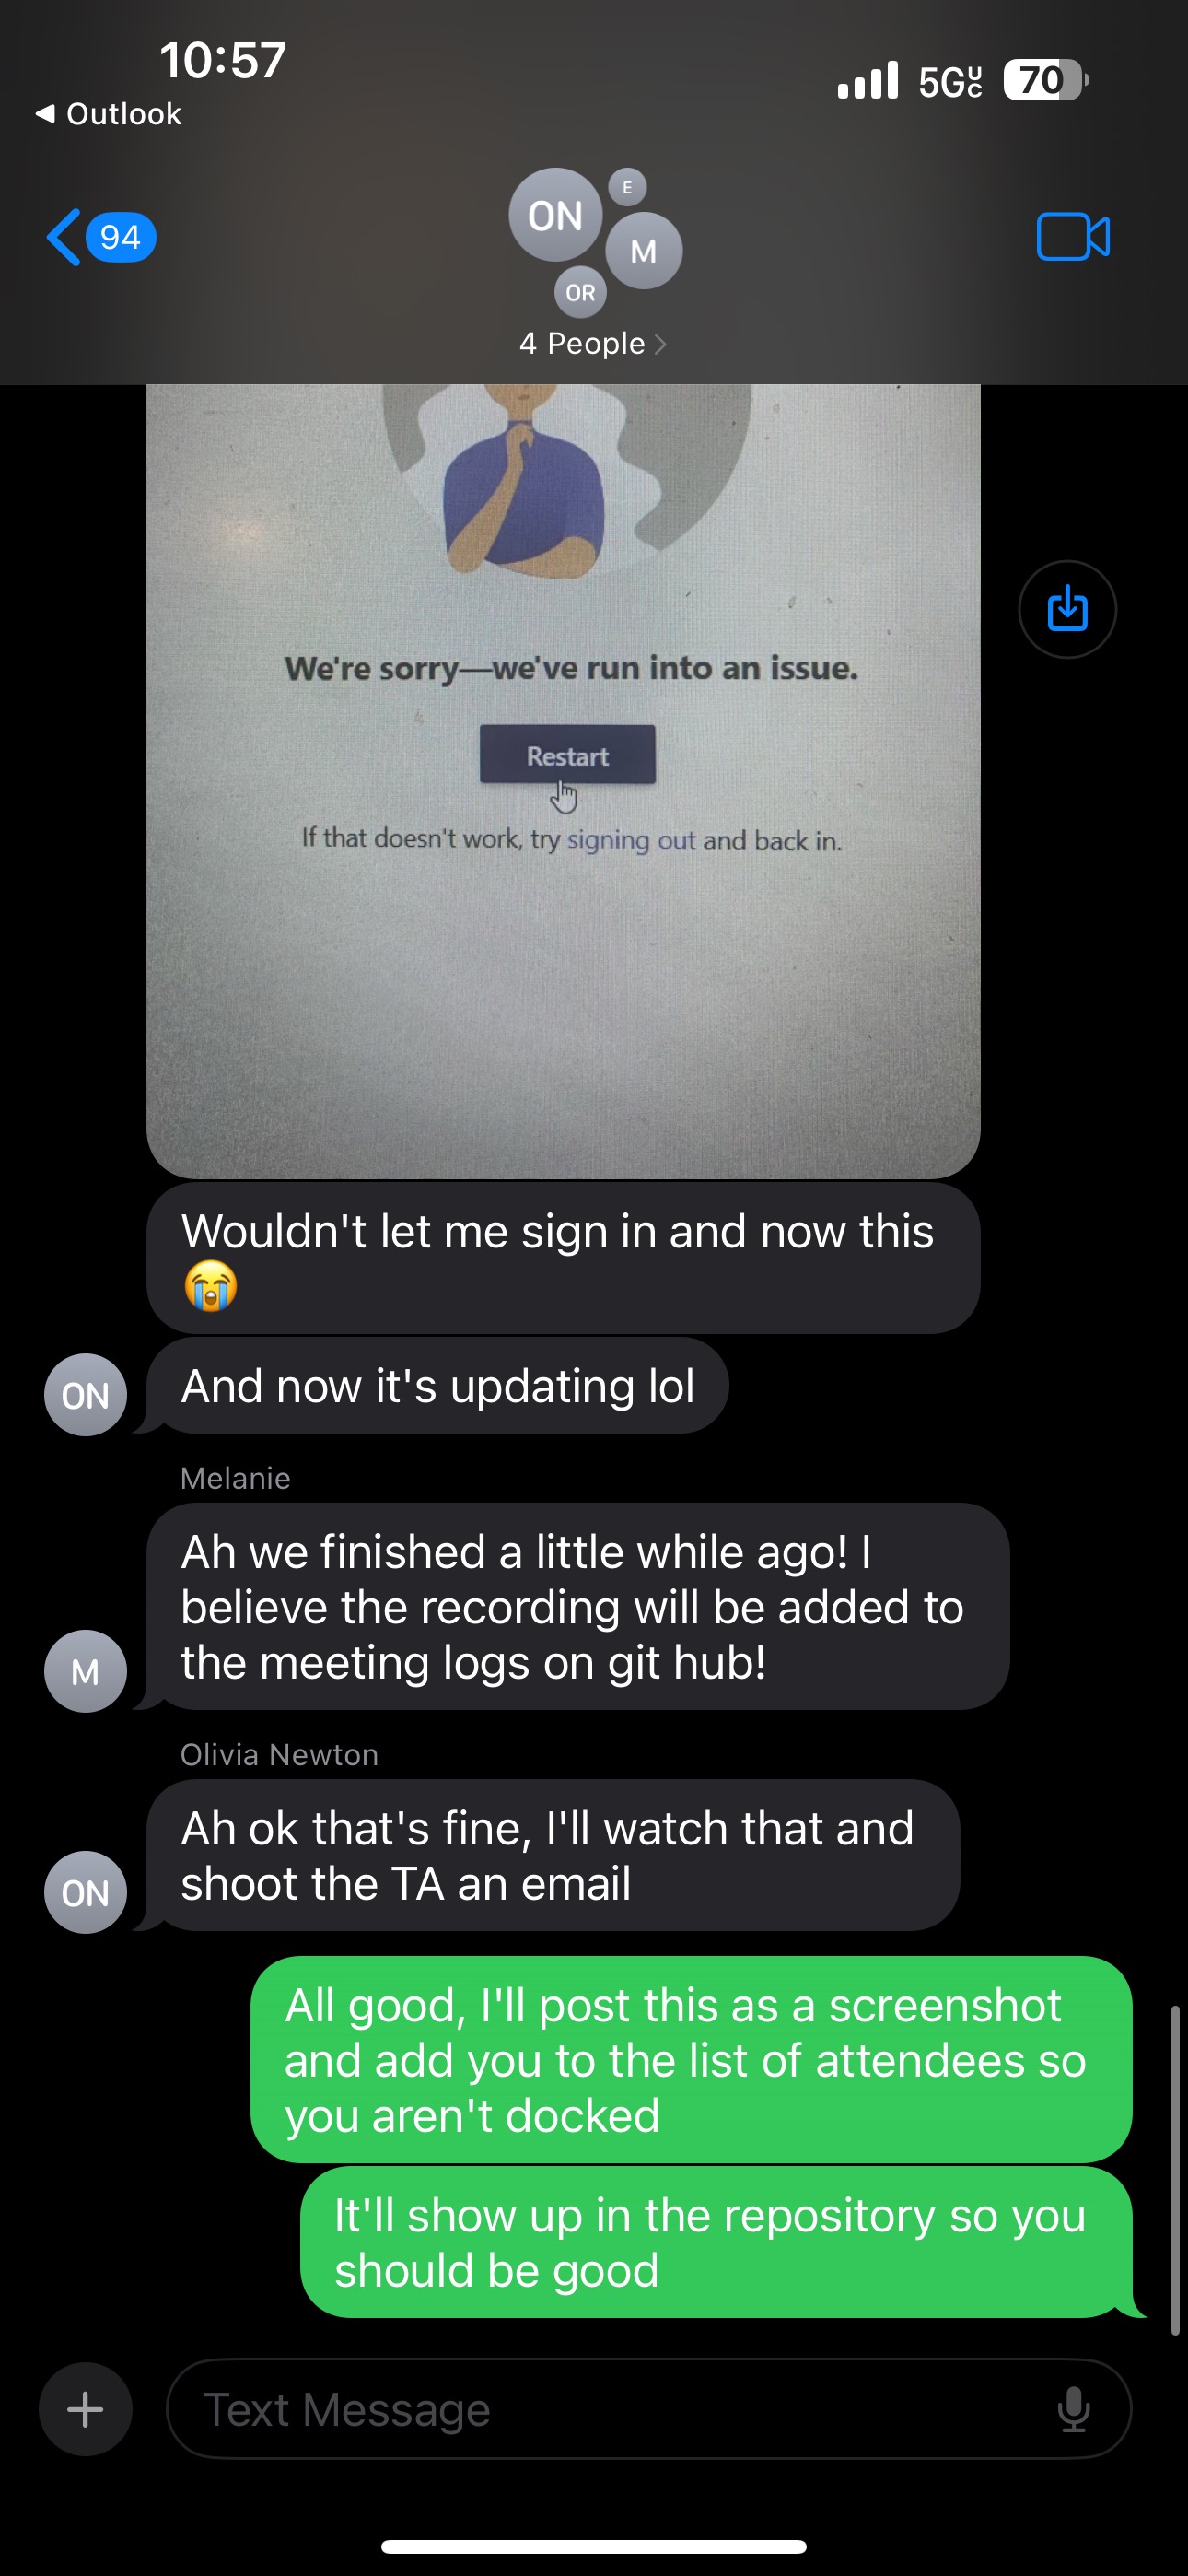 10:57
5GUC
70
◀ Outlook
94
ON
E
M
OR
4 People
We're sorry—we've run into an issue.
Restart
If that doesn't work, try signing out and back in.
Wouldn't let me sign in and now this
😭
ON
And now it's updating lol
Melanie
Ah we finished a little while ago! I
believe the recording will be added to
the meeting logs on git hub!
M
Olivia Newton
Ah ok that's fine, I'll watch that and
shoot the TA an email
ON
All good, I'll post this as a screenshot
and add you to the list of attendees so
you aren't docked
It'll show up in the repository so you
should be good
Text Message